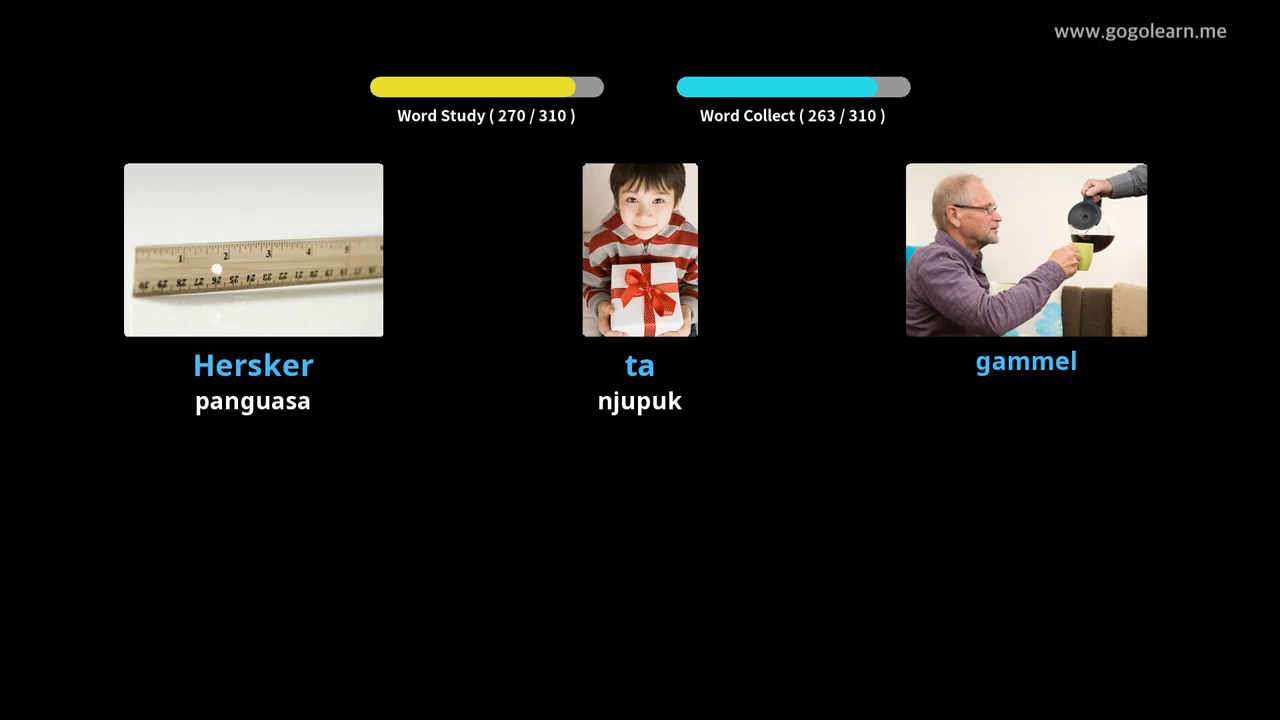 www.gogolearn.me
Word Study ( 270 / 310 )
Word Collect ( 263 / 310 )
Hersker
panguasa
ta
njupuk
gammel